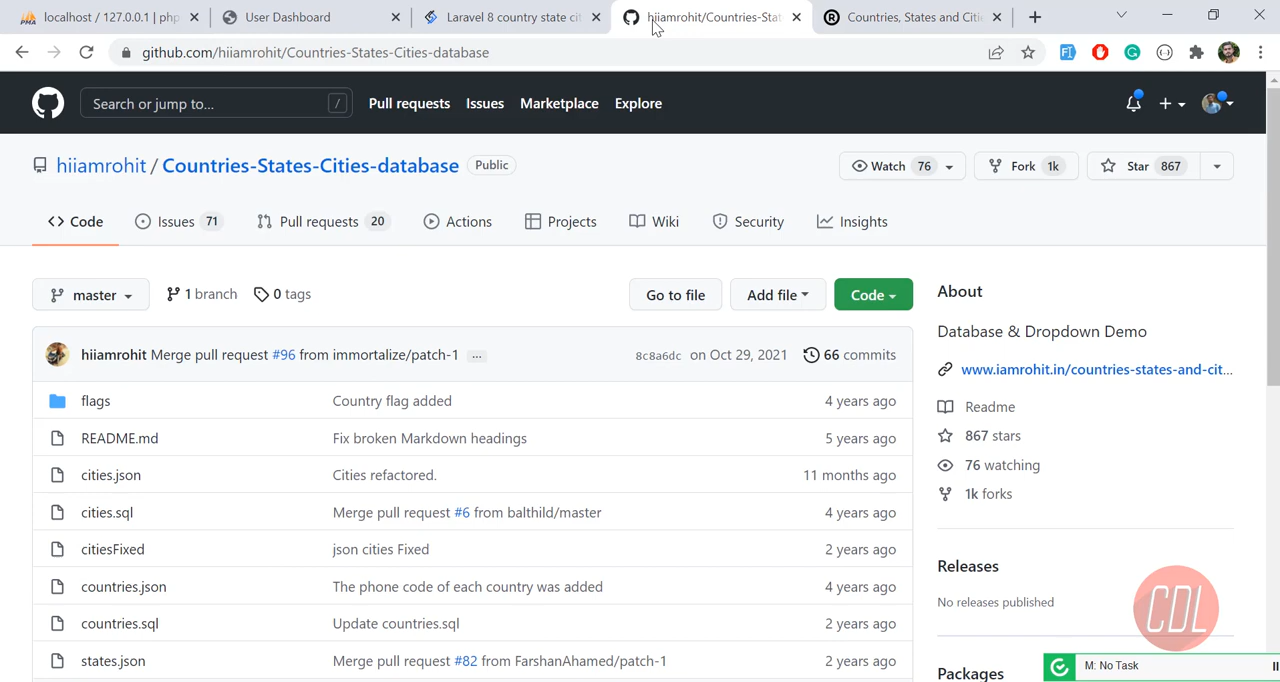 localhost / 127.0.0.1 | php
User Dashboard
Laravel 8 country state cit
hiiamrohit/Countries-Stat
Countries, States and Citi
github.com/hiiamrohit/Countries-States-Cities-database
Search or jump to... /
Pull requests Issues Marketplace Explore
hiiamrohit / Countries-States-Cities-database Public
Watch 76 Fork 1k Star 867
Code Issues 71 Pull requests 20 Actions Projects Wiki Security Insights
master 1 branch 0 tags Go to file Add file Code
hiiamrohit Merge pull request #96 from immortalize/patch-1 ... 8c8a6dc on Oct 29, 2021 66 commits
flags Country flag added 4 years ago
README.md Fix broken Markdown headings 5 years ago
cities.json Cities refactored. 11 months ago
cities.sql Merge pull request #6 from balthild/master 4 years ago
citiesFixed json cities Fixed 2 years ago
countries.json The phone code of each country was added 4 years ago
countries.sql Update countries.sql 2 years ago
states.json Merge pull request #82 from FarshanAhamed/patch-1 2 years ago
About
Database & Dropdown Demo
www.iamrohit.in/countries-states-and-cit...
Readme
867 stars
76 watching
1k forks
Releases
No releases published
Packages
CDL
M: No Task